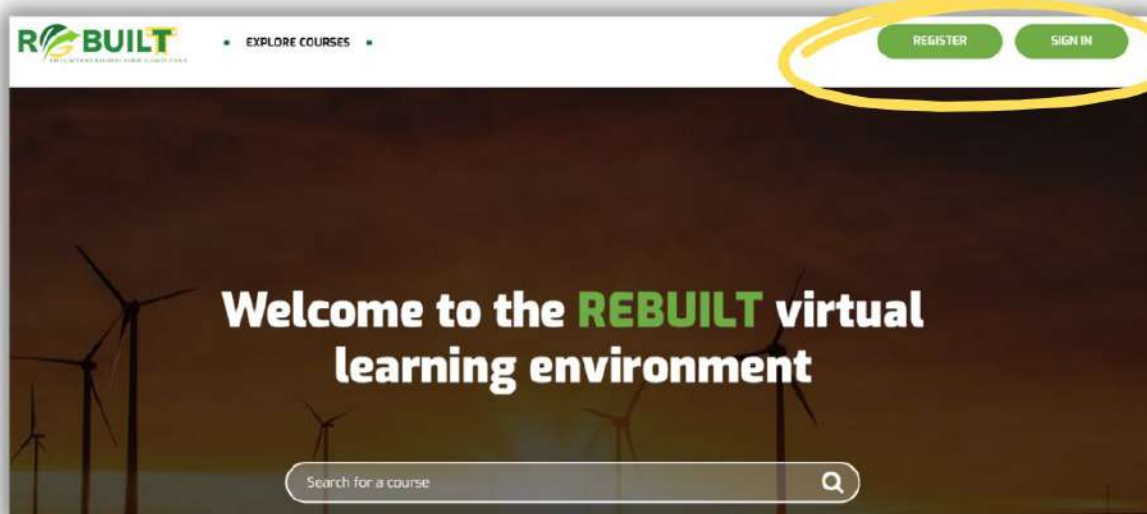 REBUILT
EXPLORE COURSES
REGISTER
SIGN IN
Welcome to the REBUILT virtual
learning environment
Search for a course